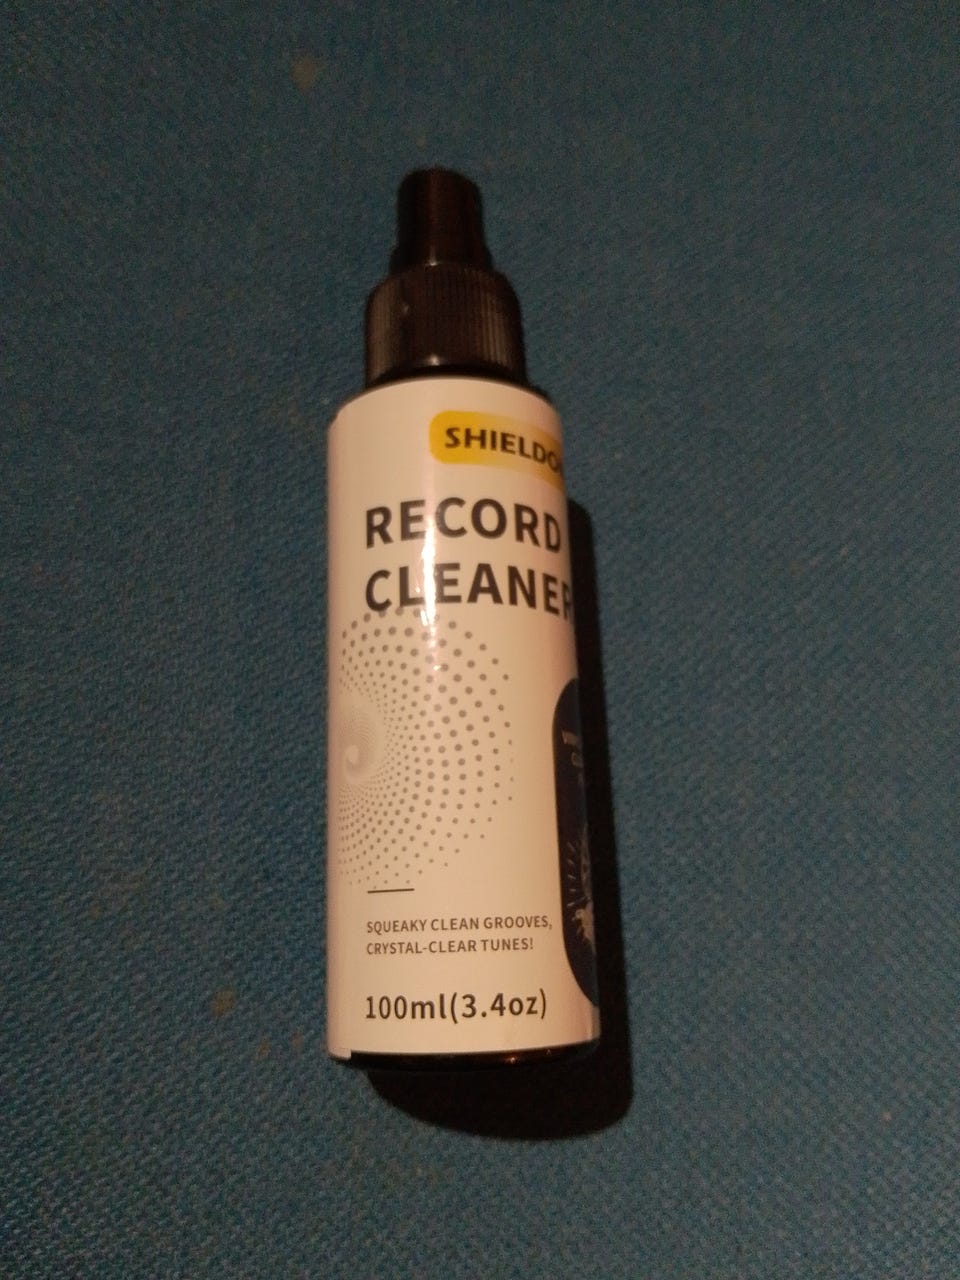 SHIELDO
RECORD
CLEANER
SQUEAKY CLEAN GROOVES,
CRYSTAL-CLEAR TUNES!
100ml(3.4oz)